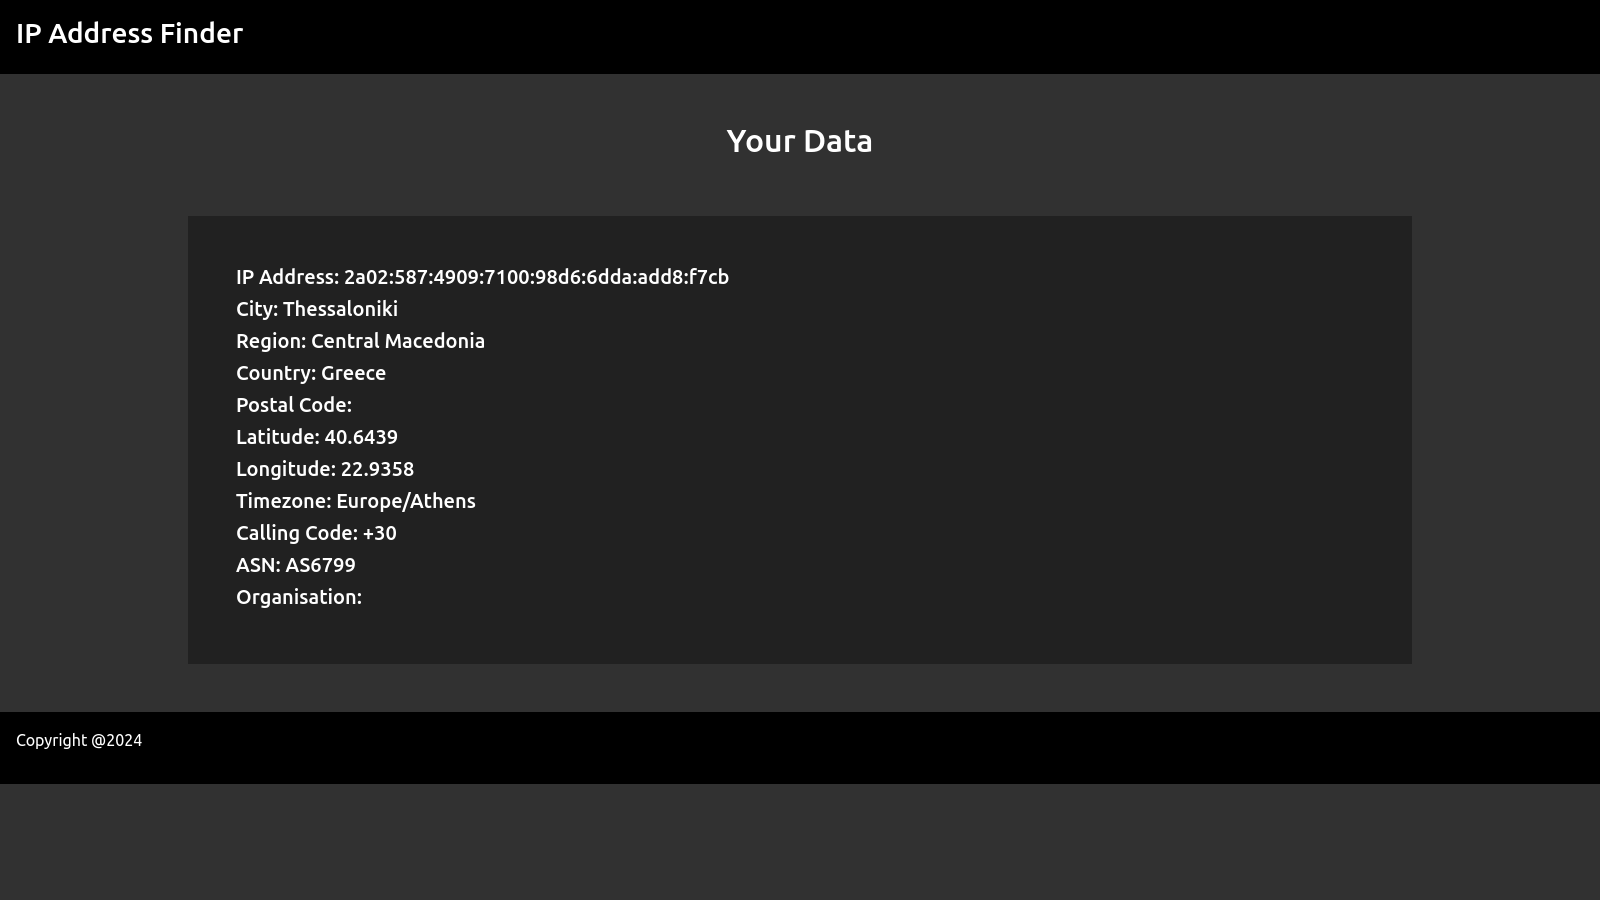 IP Address Finder
Your Data
IP Address: 2a02:587:4909:7100:98d6:6dda:add8:f7cb
City: Thessaloniki
Region: Central Macedonia
Country: Greece
Postal Code:
Latitude: 40.6439
Longitude: 22.9358
Timezone: Europe/Athens
Calling Code: +30
ASN: AS6799
Organisation:
Copyright @2024